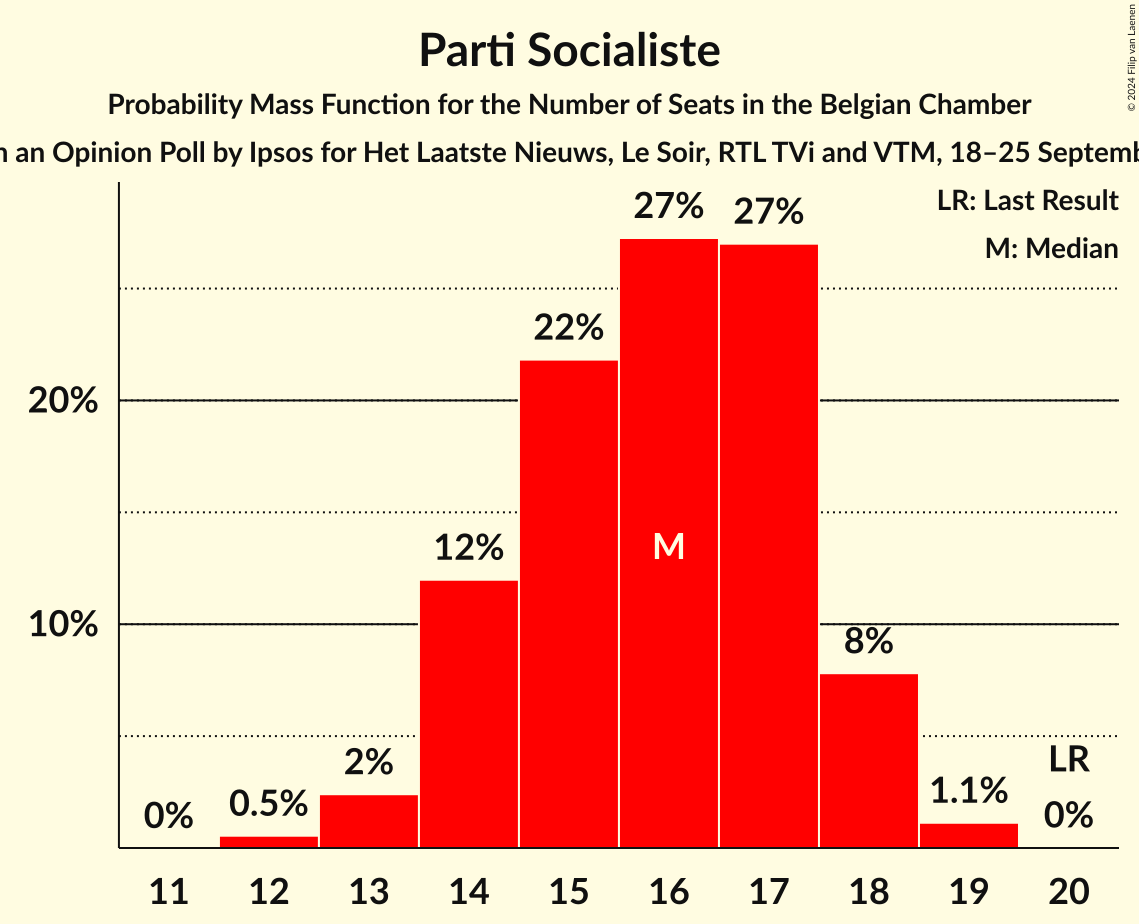 Parti Socialiste
Probability Mass Function for the Number of Seats in the Belgian Chamber
an Opinion Poll by Ipsos for Het Laatste Nieuws, Le Soir, RTL TVi and VTM, 18–25 Septemb
© 2024 Filip van Laenen
LR: Last Result
M: Median
27%
27%
22%
20%
12%
M
10%
8%
2%
LR
0%
0.5%
1.1%
0%
11 12 13 14 15 16 17 18 19 20